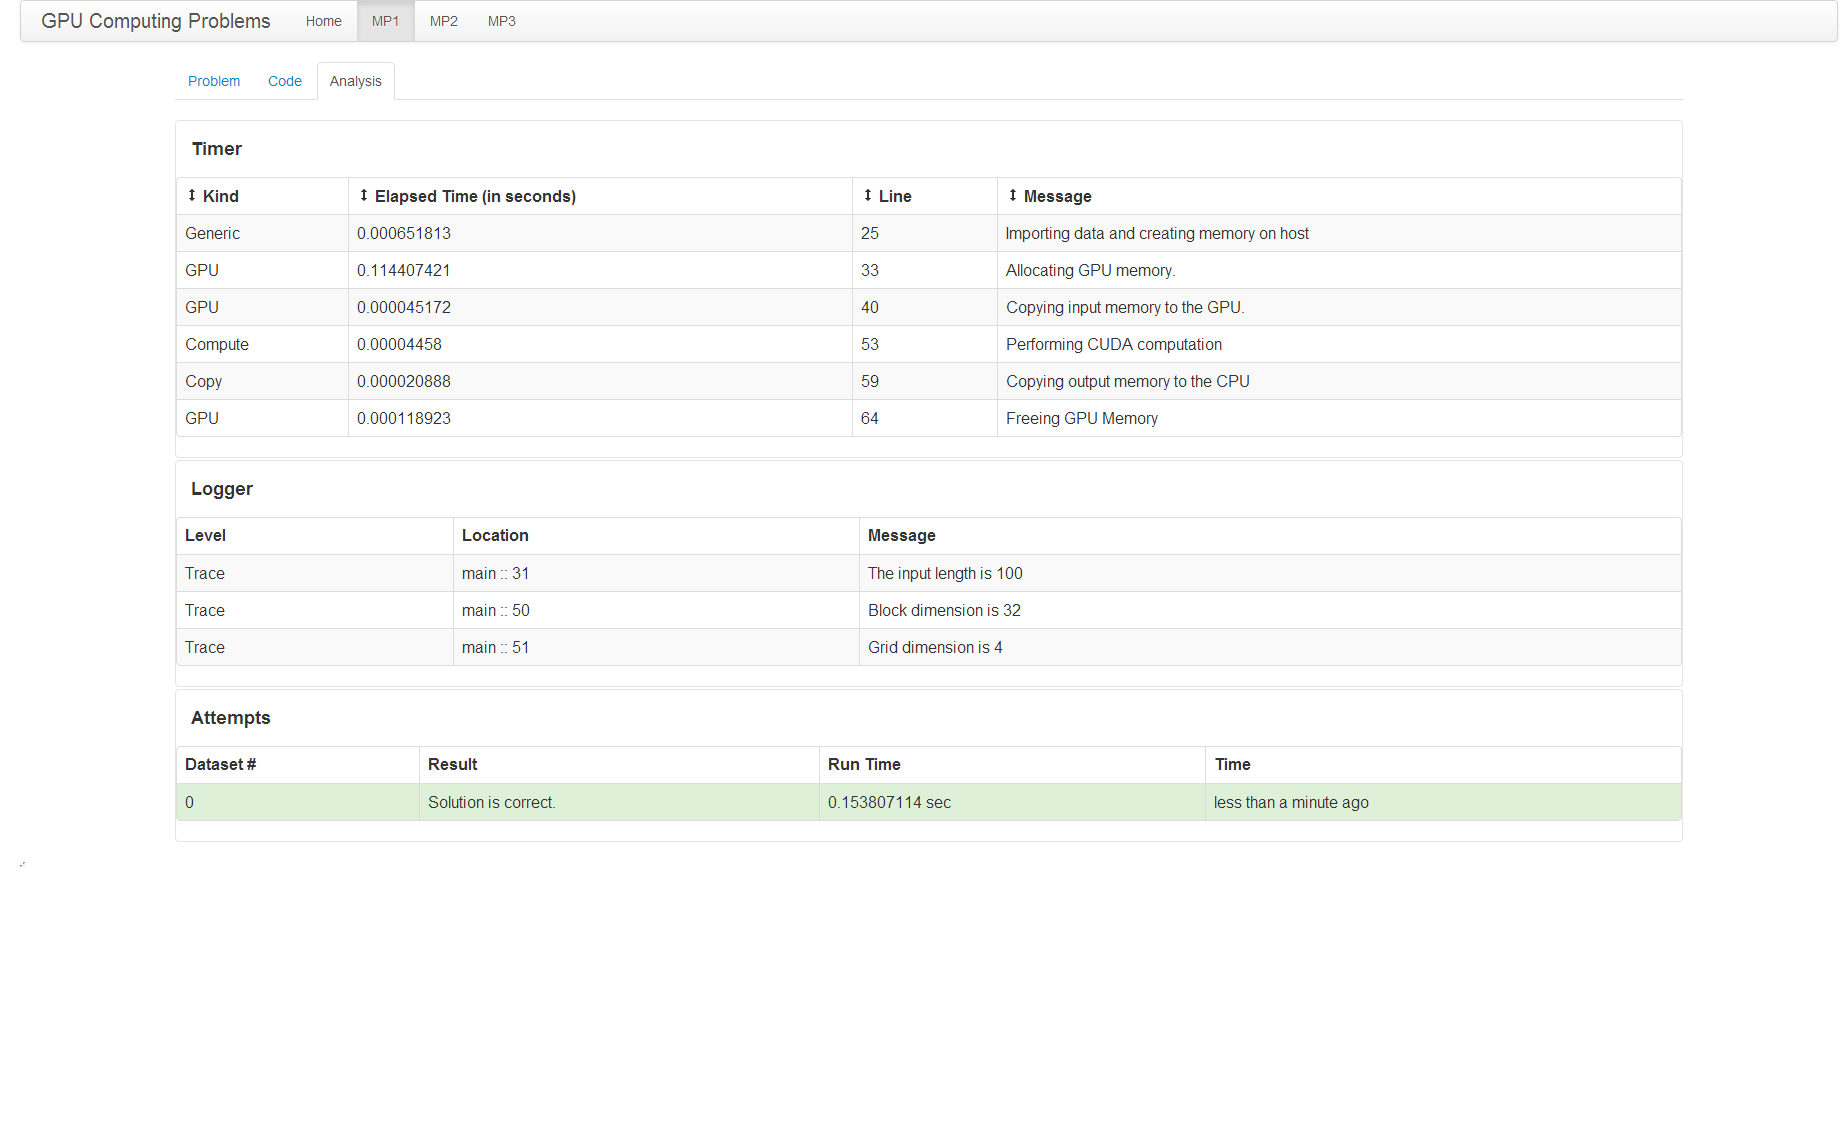 GPU Computing Problems Home MP1 MP2 MP3
Problem Code Analysis
Timer
Kind Elapsed Time (in seconds) Line Message
Generic 0.000651813 25 Importing data and creating memory on host
GPU 0.114407421 33 Allocating GPU memory.
GPU 0.000045172 40 Copying input memory to the GPU.
Compute 0.00004458 53 Performing CUDA computation
Copy 0.000020888 59 Copying output memory to the CPU
GPU 0.000118923 64 Freeing GPU Memory
Logger
Level Location Message
Trace main :: 31 The input length is 100
Trace main :: 50 Block dimension is 32
Trace main :: 51 Grid dimension is 4
Attempts
Dataset # Result Run Time Time
0 Solution is correct. 0.153807114 sec less than a minute ago